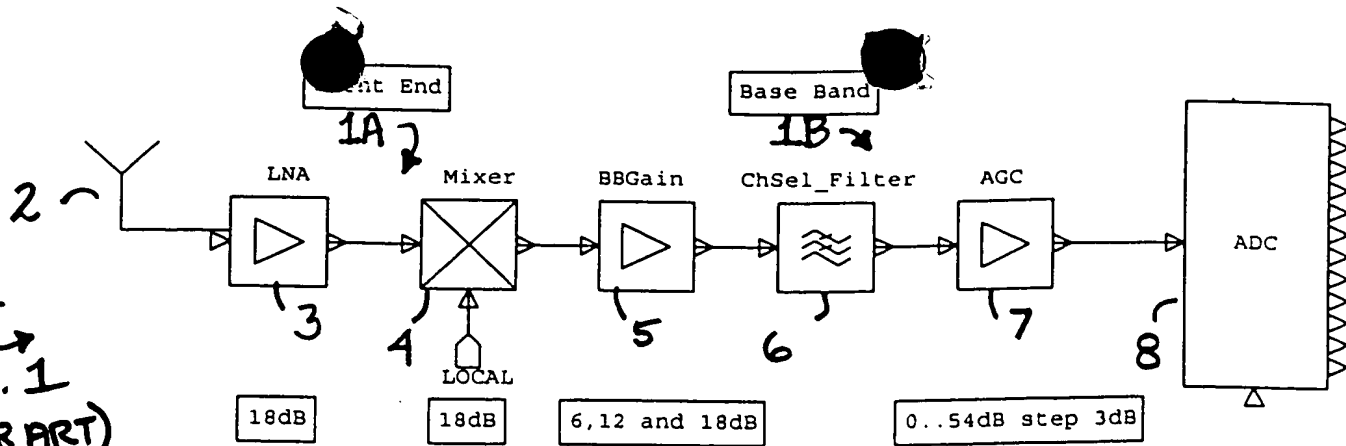 End
Base Band
1A
1B
LNA
Mixer
BBGain
ChSel_Filter
AGC
2
ADC
3
4
5
6
7
8
LOCAL
. 1
ART)
18dB
18dB
6,12 and 18dB
0..54dB step 3dB